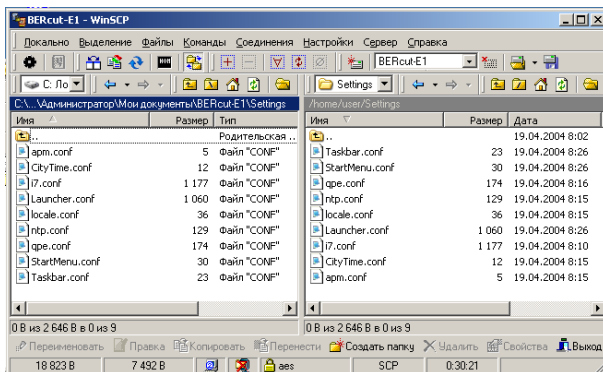 BERcut-E1 - WinSCP
Локально Выделение Файлы Команды Соединения Настройки Сервер Справка
BERcut-E1
C: Ло Settings
C:\...\Администратор\Мои документы\BERcut-E1\Settings /home/user/Settings
Имя Размер Тип Имя Размер Дата
.. Родительская .. .. 19.04.2004 8:02
apm.conf 5 Файл "CONF" Taskbar.conf 23 19.04.2004 8:26
CityTime.conf 12 Файл "CONF" StartMenu.conf 30 19.04.2004 8:26
i7.conf 1 177 Файл "CONF" qpe.conf 174 19.04.2004 8:16
Launcher.conf 1 060 Файл "CONF" ntp.conf 129 19.04.2004 8:15
locale.conf 36 Файл "CONF" locale.conf 36 19.04.2004 8:15
ntp.conf 129 Файл "CONF" Launcher.conf 1 060 19.04.2004 8:26
qpe.conf 174 Файл "CONF" i7.conf 1 177 19.04.2004 8:10
StartMenu.conf 30 Файл "CONF" CityTime.conf 12 19.04.2004 8:15
Taskbar.conf 23 Файл "CONF" apm.conf 5 19.04.2004 8:15
0 B из 2 646 B в 0 из 9 0 B из 2 646 B в 0 из 9
Переименовать Правка Копировать Перенести Создать папку Удалить Свойства Выход
18 823 B 7 492 B aes SCP 0:30:21